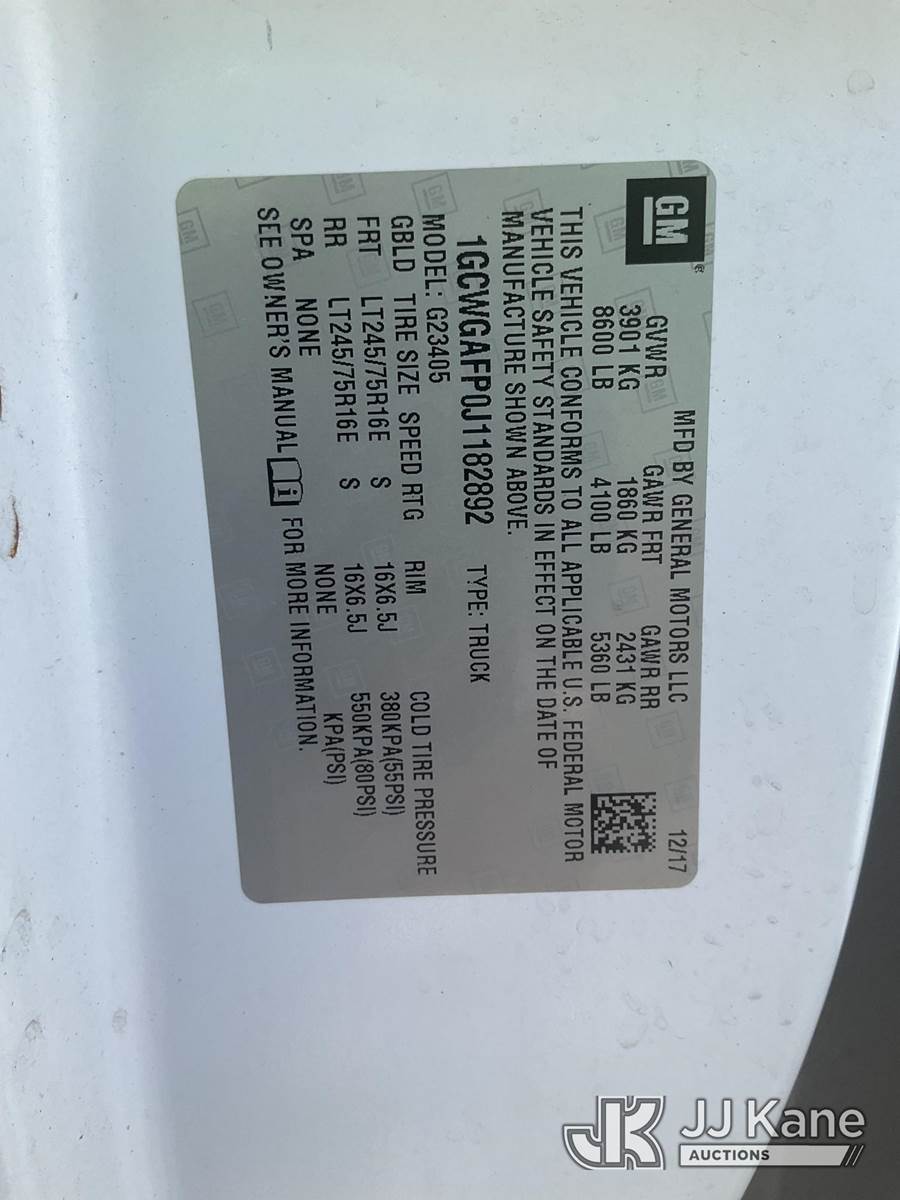 GM
MFD BY GENERAL MOTORS LLC 12/17
GVWR GAWR FRT GAWR RR
3901 KG 1860 KG 2431 KG
8600 LB 4100 LB 5360 LB
THIS VEHICLE CONFORMS TO ALL APPLICABLE U.S. FEDERAL MOTOR
VEHICLE SAFETY STANDARDS IN EFFECT ON THE DATE OF
MANUFACTURE SHOWN ABOVE.
1GCWGAFP0J1182892 TYPE: TRUCK
MODEL: G23405
GBLD TIRE SIZE SPEED RTG RIM COLD TIRE PRESSURE
FRT LT245/75R16E S 16X6.5J 380KPA(55PSI)
RR LT245/75R16E S 16X6.5J 550KPA(80PSI)
SPA NONE NONE KPA(PSI)
SEE OWNER'S MANUAL FOR MORE INFORMATION.
JK JJ Kane
AUCTIONS